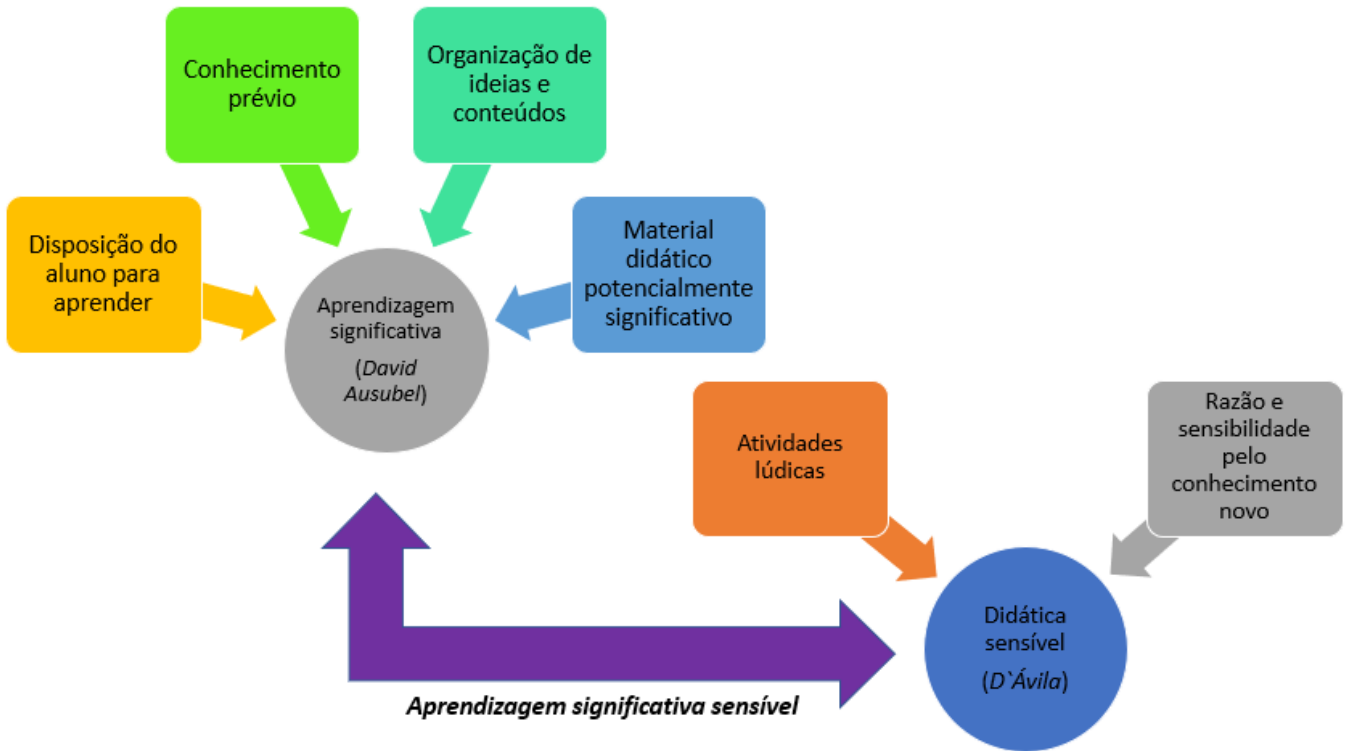 Conhecimento
prévio
Organização de
ideias e
conteúdos
Disposição do
aluno para
aprender
Material
didático
potencialmente
significativo
Aprendizagem
significativa
(David
Ausubel)
Atividades
lúdicas
Razão e
sensibilidade
pelo
conhecimento
novo
Didática
sensível
(D`Ávila)
Aprendizagem significativa sensível